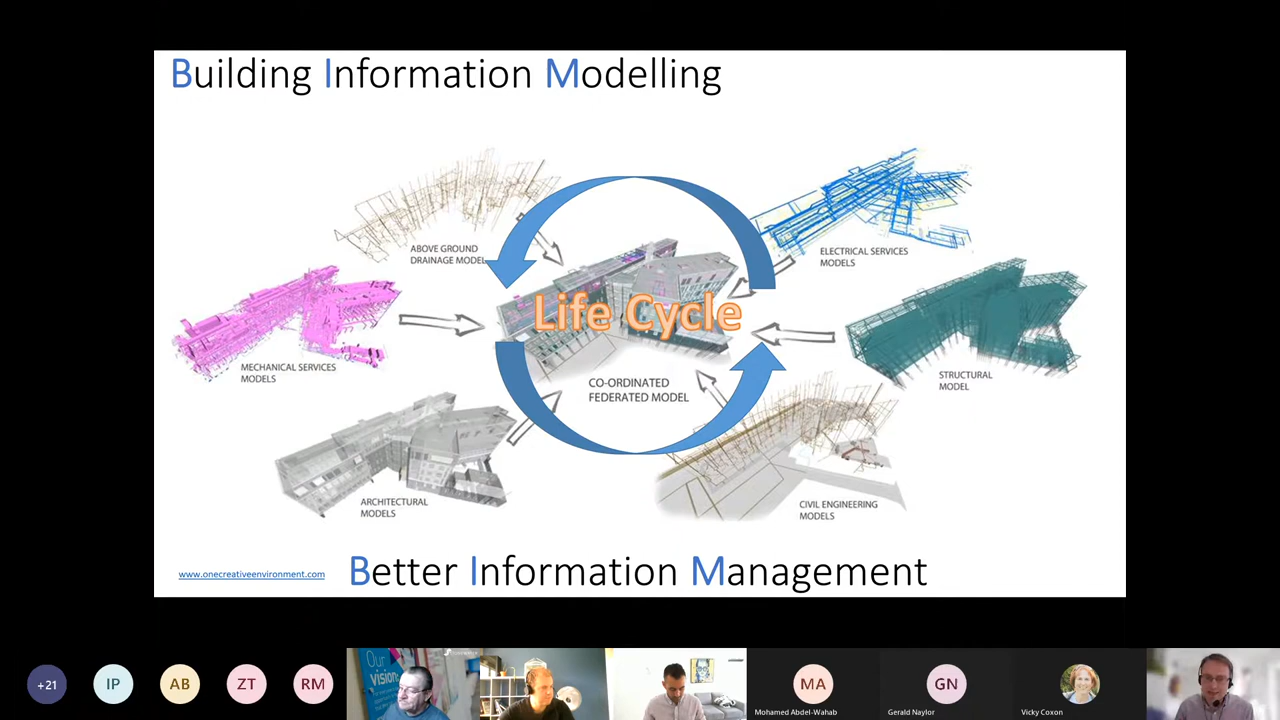 Building Information Modelling
ABOVE GROUND
DRAINAGE MODEL
ELECTRICAL SERVICES
MODELS
Life Cycle
MECHANICAL SERVICES
MODELS
STRUCTURAL
MODEL
CO-ORDINATED
FEDERATED MODEL
ARCHITECTURAL
MODELS
CIVIL ENGINEERING
MODELS
www.onecreativeenvironment.com
Better Information Management
+21
IP
AB
ZT
RM
Our
vision
MA
Mohamed Abdel-Wahab
GN
Gerald Naylor
Vicky Coxon